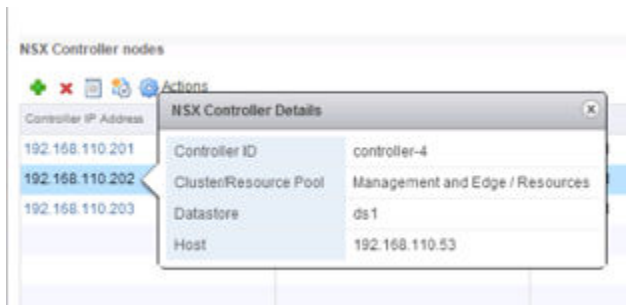 NSX Controller nodes
Actions
Controller IP Address
NSX Controller Details
192.168.110.201
Controller ID controller-4
192.168.110.202
Cluster/Resource Pool Management and Edge / Resources
192.168.110.203
Datastore ds1
Host 192.168.110.53